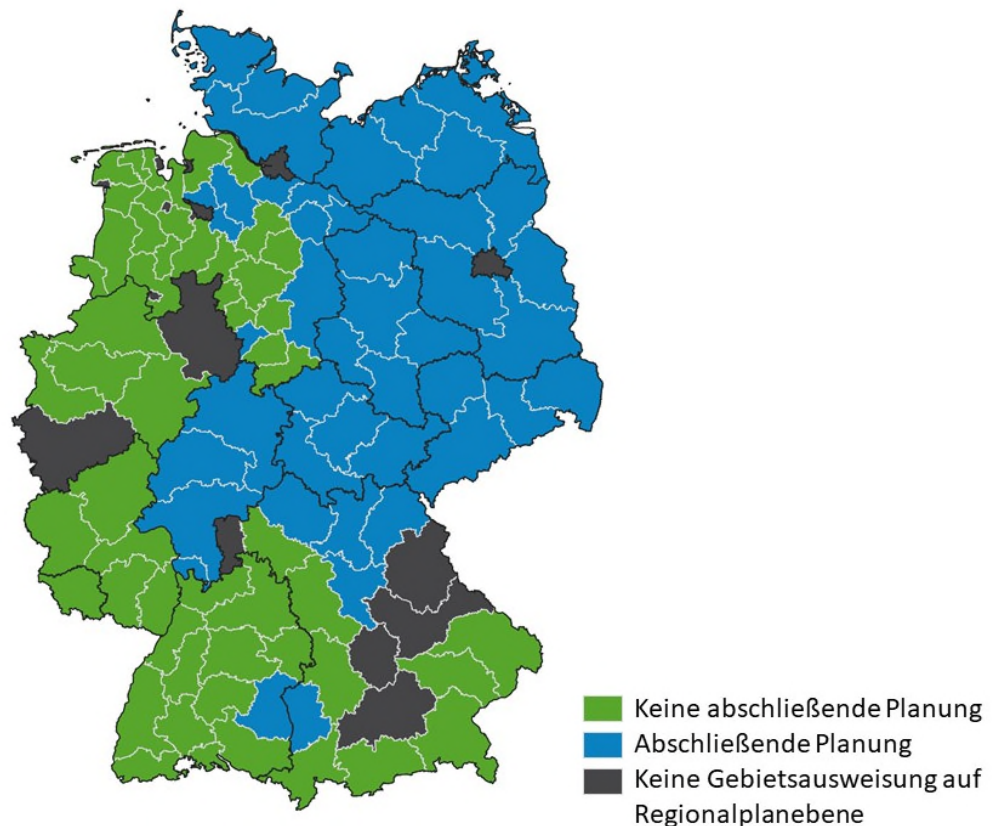 Keine abschließende Planung
Abschließende Planung
Keine Gebietsausweisung auf
Regionalplanebene